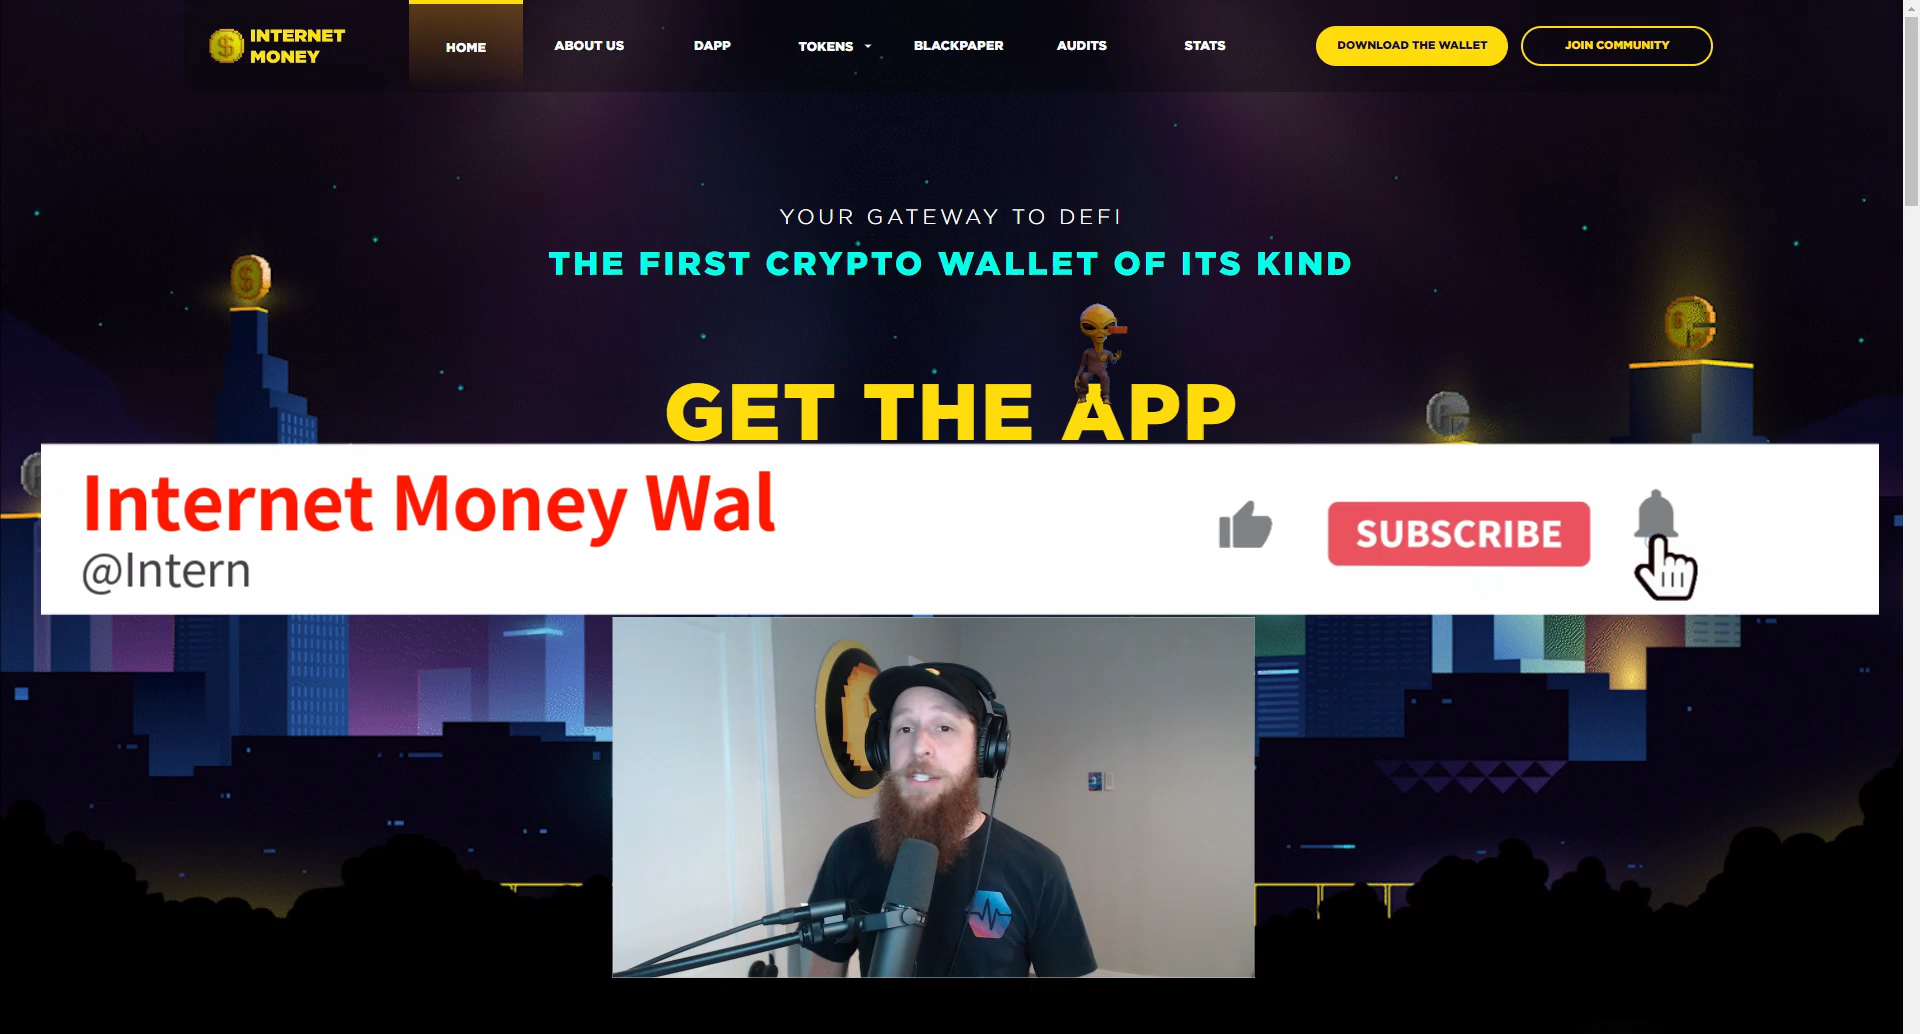 INTERNET
MONEY
HOME
ABOUT US
DAPP
TOKENS
BLACKPAPER
AUDITS
STATS
DOWNLOAD THE WALLET
JOIN COMMUNITY
YOUR GATEWAY TO DEFI
THE FIRST CRYPTO WALLET OF ITS KIND
GET THE APP
Internet Money Wal
@Intern
SUBSCRIBE